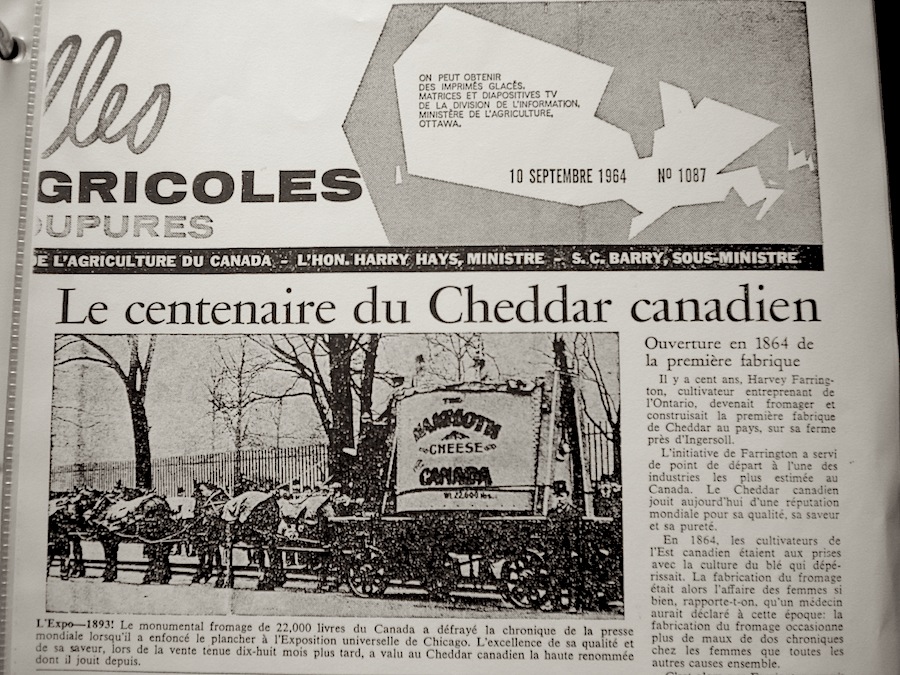 lles
GRICOLES
OUPURES
ON PEUT OBTENIR
DES IMPRIMÉS GLACÉS,
MATRICES ET DIAPOSITIVES TV
DE LA DIVISION DE L'INFORMATION,
MINISTÈRE DE L'AGRICULTURE,
OTTAWA.
10 SEPTEMBRE 1964 Nº 1087
DE L'AGRICULTURE DU CANADA - L'HON. HARRY HAYS, MINISTRE - S. C. BARRY, SOUS-MINISTRE
Le centenaire du Cheddar canadien
THE
MAMMOTH
CHEESE
CANADA
WT. 22,600 lbs.
L'Expo—1893! Le monumental fromage de 22,000 livres du Canada a défrayé la chronique de la presse
mondiale lorsqu'il a enfoncé le plancher à l'Exposition universelle de Chicago. L'excellence de sa qualité et
de sa saveur, lors de la vente tenue dix-huit mois plus tard, a valu au Cheddar canadien la haute renommée
dont il jouit depuis.
Ouverture en 1864 de
la première fabrique
Il y a cent ans, Harvey Farring-
ton, cultivateur entreprenant de
l'Ontario, devenait fromager et
construisait la première fabrique
de Cheddar au pays, sur sa ferme
près d'Ingersoll.
L'initiative de Farrington a servi
de point de départ à l'une des
industries les plus estimée au
Canada. Le Cheddar canadien
jouit aujourd'hui d'une réputation
mondiale pour sa qualité, sa saveur
et sa pureté.
En 1864, les cultivateurs de
l'Est canadien étaient aux prises
avec la culture du blé qui dépé-
rissait. La fabrication du fromage
était alors l'affaire des femmes si
bien, rapporte-t-on, qu'un médecin
aurait déclaré à cette époque: la
fabrication du fromage occasionne
plus de maux de dos chroniques
chez les femmes que toutes les
autres causes ensemble.